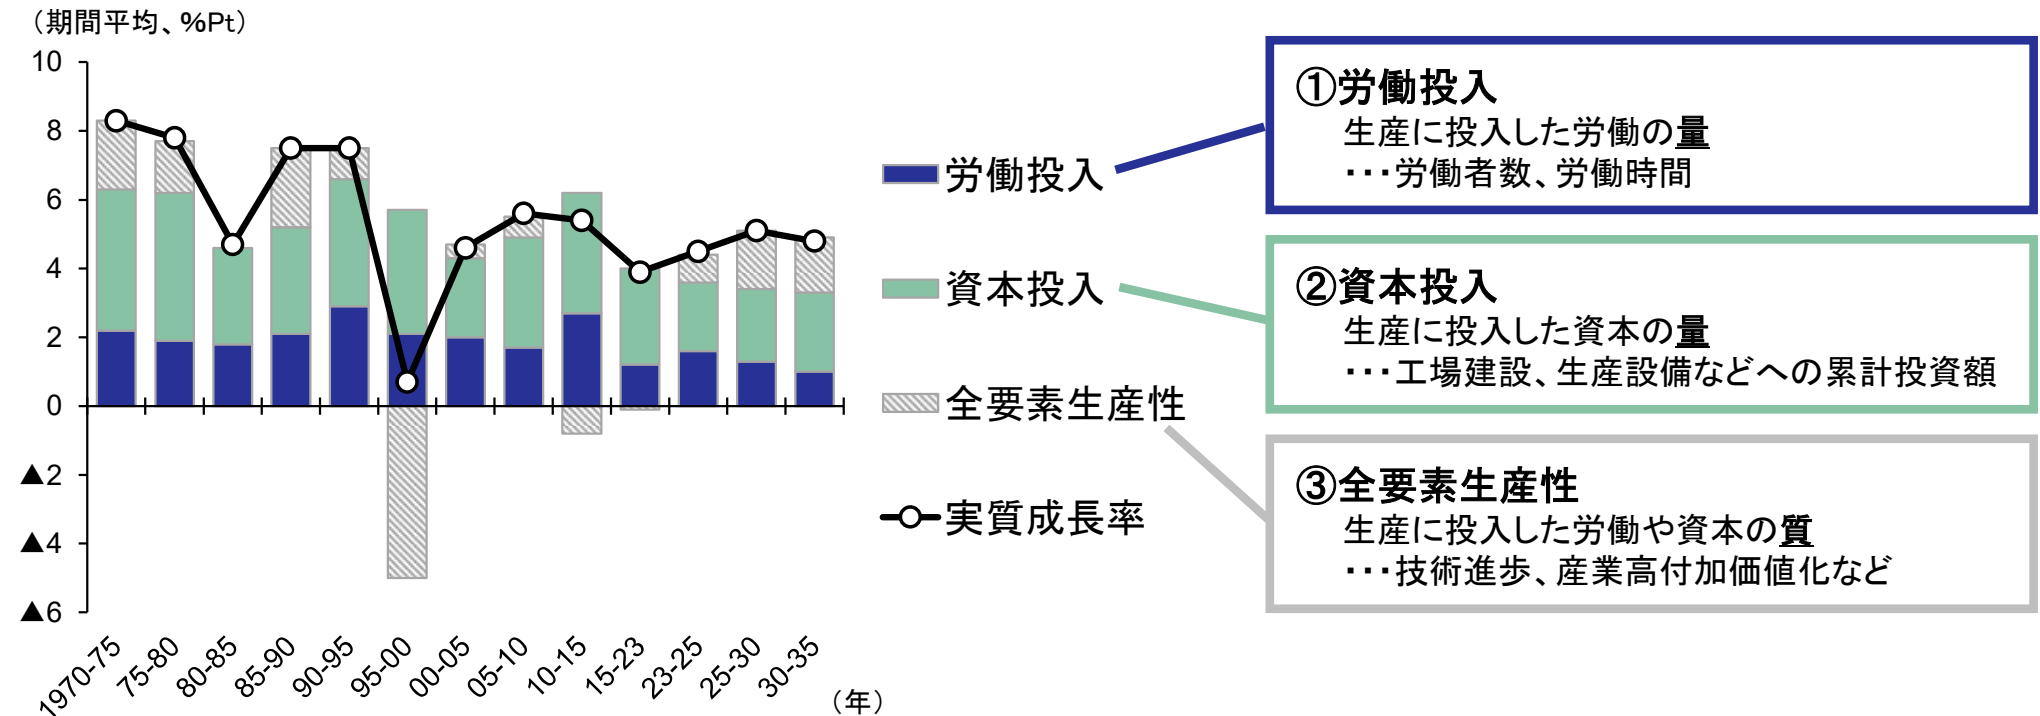 （期間平均、%Pt）
10
8
6
4
2
0
▲2
▲4
▲6
1970-75
75-80
80-85
85-90
90-95
95-00
00-05
05-10
10-15
15-23
23-25
25-30
30-35
（年）
労働投入
資本投入
全要素生産性
実質成長率
①労働投入
生産に投入した労働の量
・・・労働者数、労働時間
②資本投入
生産に投入した資本の量
・・・工場建設、生産設備などへの累計投資額
③全要素生産性
生産に投入した労働や資本の質
・・・技術進歩、産業高付加価値化など